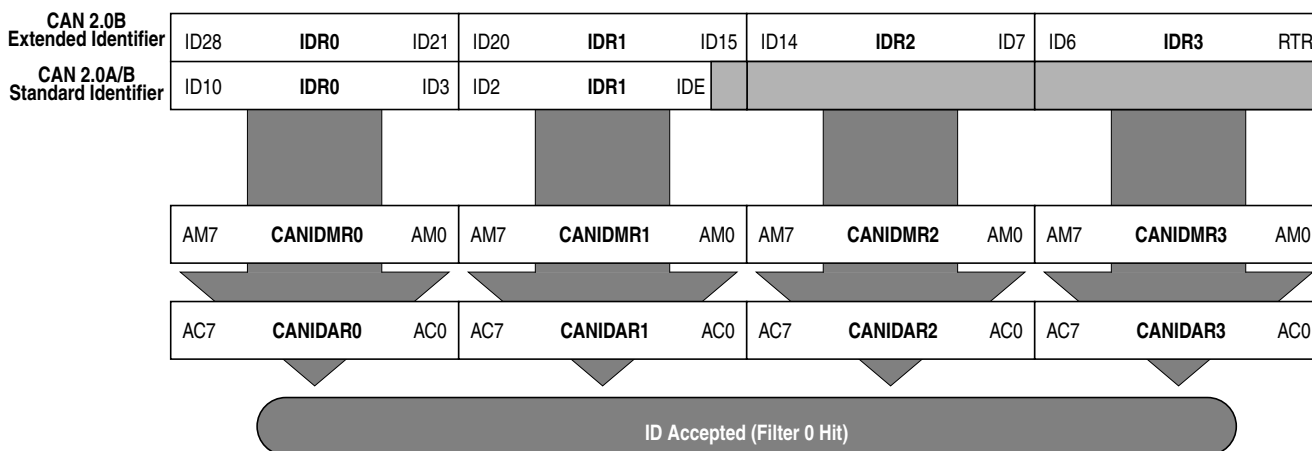 CAN 2.0B
Extended Identifier
ID28 IDR0 ID21 ID20 IDR1 ID15 ID14 IDR2 ID7 ID6 IDR3 RTR
CAN 2.0A/B
Standard Identifier
ID10 IDR0 ID3 ID2 IDR1 IDE
AM7 CANIDMR0 AM0 AM7 CANIDMR1 AM0 AM7 CANIDMR2 AM0 AM7 CANIDMR3 AM0
AC7 CANIDAR0 AC0 AC7 CANIDAR1 AC0 AC7 CANIDAR2 AC0 AC7 CANIDAR3 AC0
ID Accepted (Filter 0 Hit)